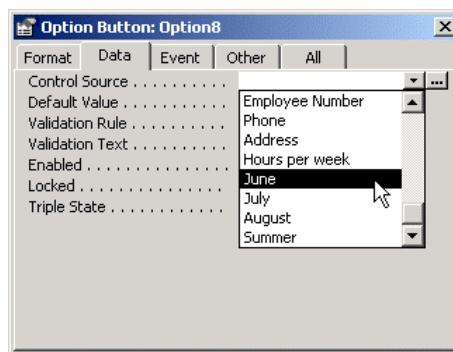 Option Button: Option8
Format Data Event Other All
Control Source . . . . . . . . . .
Default Value . . . . . . . . . . .
Validation Rule . . . . . . . . . .
Validation Text . . . . . . . . . .
Enabled . . . . . . . . . . . . . . .
Locked . . . . . . . . . . . . . . .
Triple State . . . . . . . . . . . .
...
Employee Number
Phone
Address
Hours per week
June
July
August
Summer